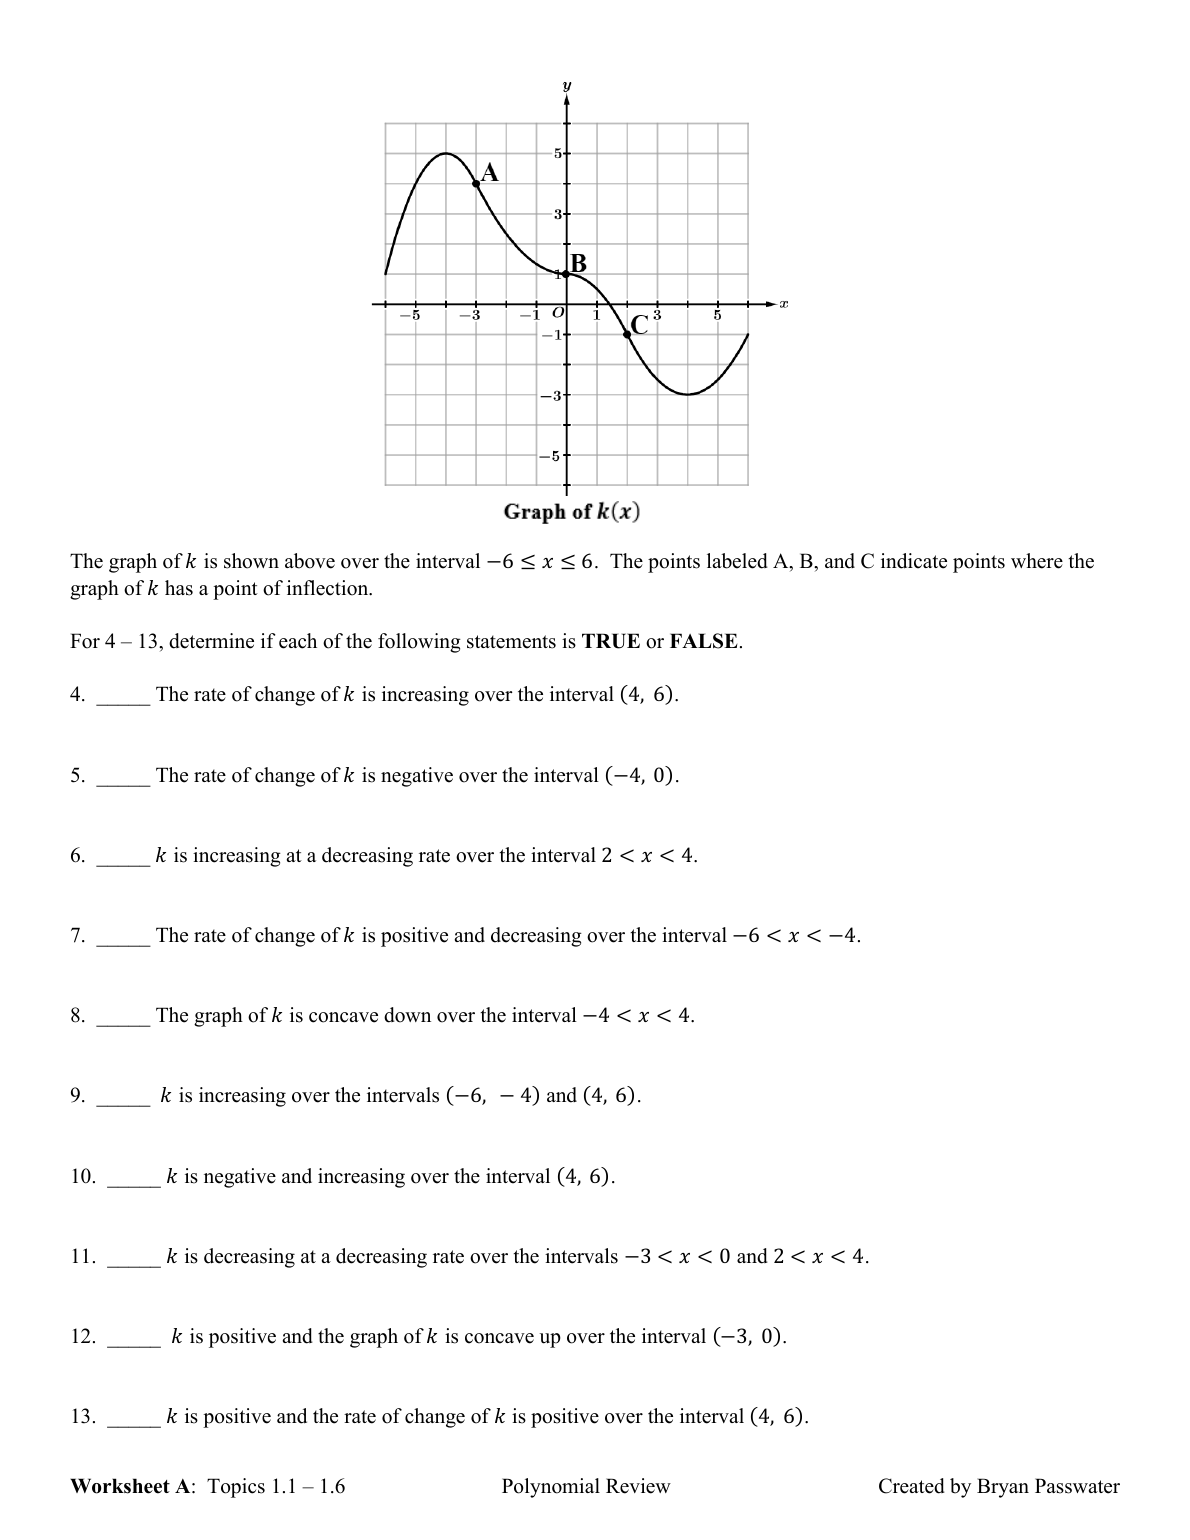 y
5
A
3
B
1
x
−5 −3 −1 O 1 3 5
C
−1
−3
−5
Graph of k(x)
The graph of k is shown above over the interval −6 ≤ x ≤ 6. The points labeled A, B, and C indicate points where the
graph of k has a point of inflection.
For 4 – 13, determine if each of the following statements is TRUE or FALSE.
4. _____ The rate of change of k is increasing over the interval (4, 6).
5. _____ The rate of change of k is negative over the interval (−4, 0).
6. _____ k is increasing at a decreasing rate over the interval 2 < x < 4.
7. _____ The rate of change of k is positive and decreasing over the interval −6 < x < −4.
8. _____ The graph of k is concave down over the interval −4 < x < 4.
9. _____ k is increasing over the intervals (−6, − 4) and (4, 6).
10. _____ k is negative and increasing over the interval (4, 6).
11. _____ k is decreasing at a decreasing rate over the intervals −3 < x < 0 and 2 < x < 4.
12. _____ k is positive and the graph of k is concave up over the interval (−3, 0).
13. _____ k is positive and the rate of change of k is positive over the interval (4, 6).
Worksheet A: Topics 1.1 – 1.6 Polynomial Review Created by Bryan Passwater